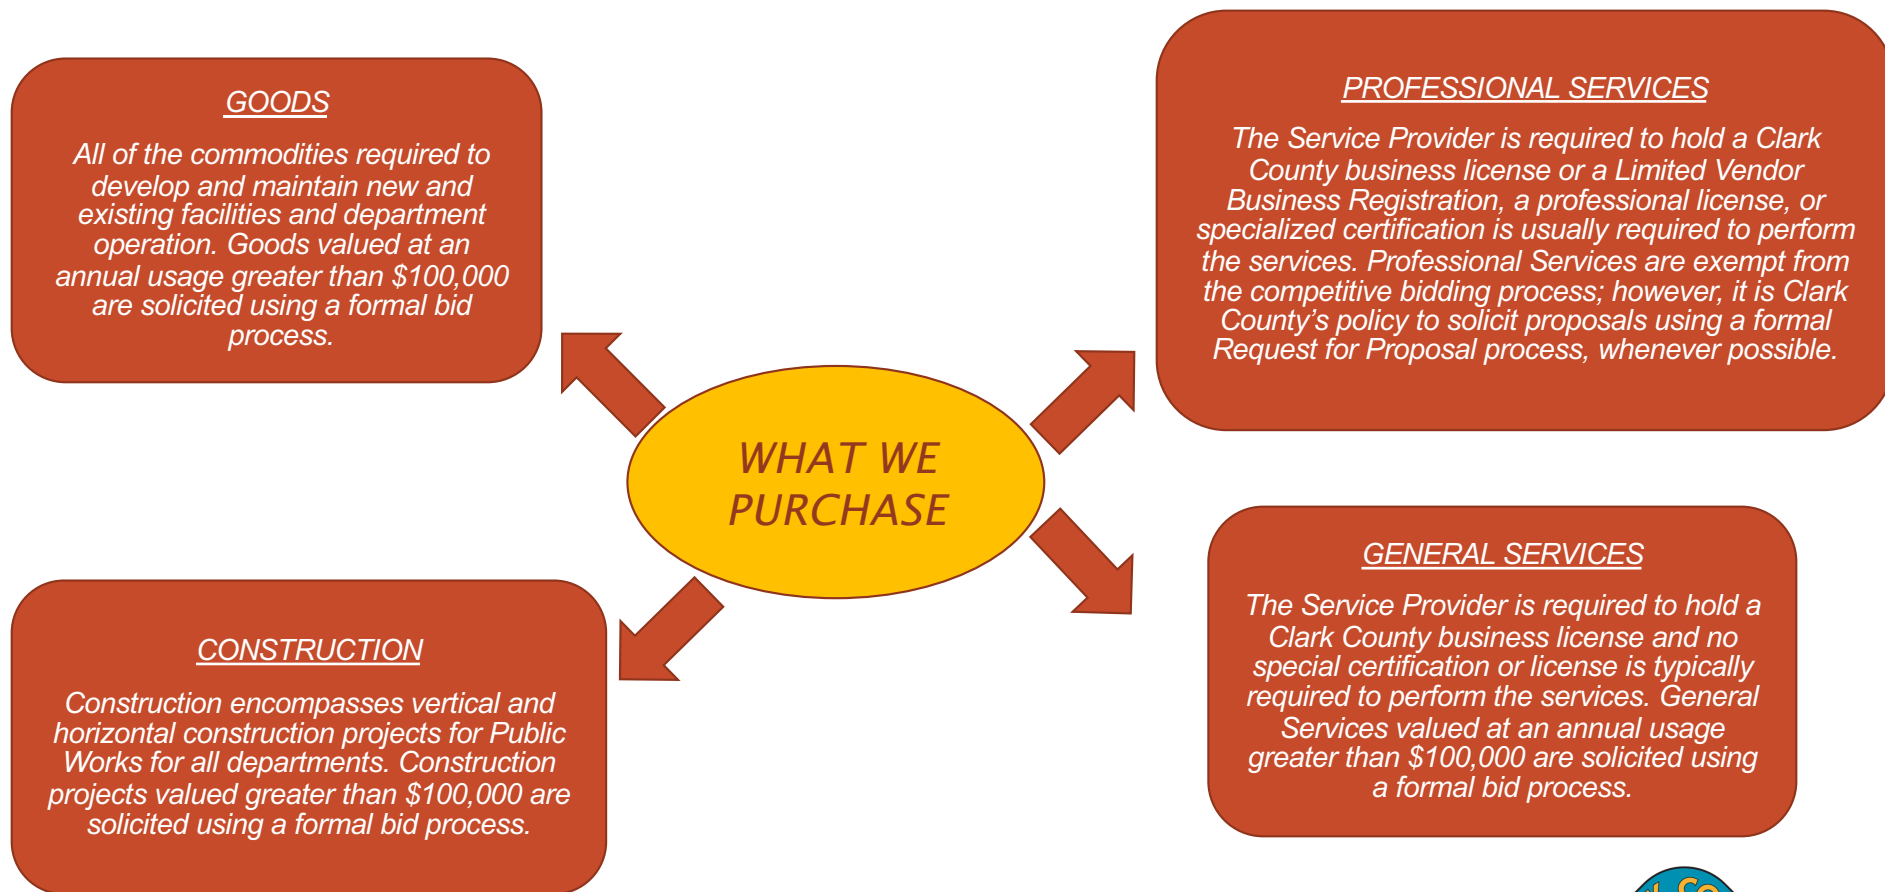 GOODS
All of the commodities required to
develop and maintain new and
existing facilities and department
operation. Goods valued at an
annual usage greater than $100,000
are solicited using a formal bid
process.
PROFESSIONAL SERVICES
The Service Provider is required to hold a Clark
County business license or a Limited Vendor
Business Registration, a professional license, or
specialized certification is usually required to perform
the services. Professional Services are exempt from
the competitive bidding process; however, it is Clark
County’s policy to solicit proposals using a formal
Request for Proposal process, whenever possible.
WHAT WE
PURCHASE
CONSTRUCTION
Construction encompasses vertical and
horizontal construction projects for Public
Works for all departments. Construction
projects valued greater than $100,000 are
solicited using a formal bid process.
GENERAL SERVICES
The Service Provider is required to hold a
Clark County business license and no
special certification or license is typically
required to perform the services. General
Services valued at an annual usage
greater than $100,000 are solicited using
a formal bid process.